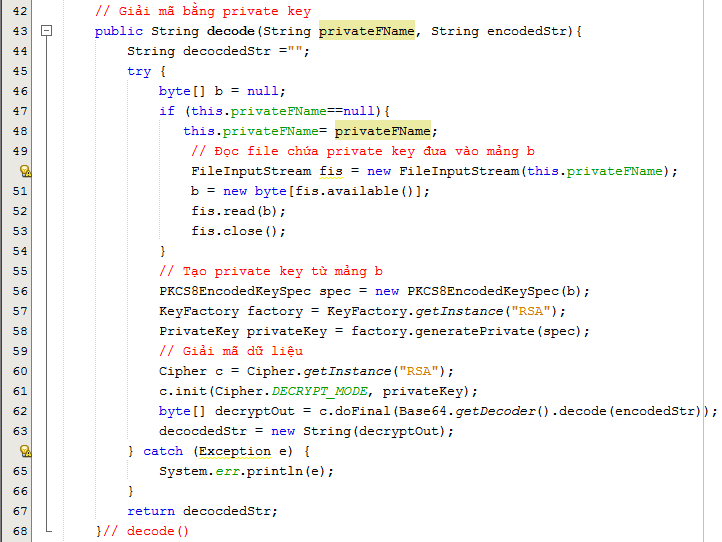 42 // Giải mã bằng private key
43 public String decode(String privateFName, String encodedStr){
44 String decocdedStr ="";
45 try {
46 byte[] b = null;
47 if (this.privateFName==null){
48 this.privateFName= privateFName;
49 // Đọc file chứa private key đưa vào mảng b
FileInputStream fis = new FileInputStream(this.privateFName);
51 b = new byte[fis.available()];
52 fis.read(b);
53 fis.close();
54 }
55 // Tạo private key từ mảng b
56 PKCS8EncodedKeySpec spec = new PKCS8EncodedKeySpec(b);
57 KeyFactory factory = KeyFactory.getInstance("RSA");
58 PrivateKey privateKey = factory.generatePrivate(spec);
59 // Giải mã dữ liệu
60 Cipher c = Cipher.getInstance("RSA");
61 c.init(Cipher.DECRYPT_MODE, privateKey);
62 byte[] decryptOut = c.doFinal(Base64.getDecoder().decode(encodedStr));
63 decocdedStr = new String(decryptOut);
} catch (Exception e) {
65 System.err.println(e);
66 }
67 return decocdedStr;
68 }// decode()